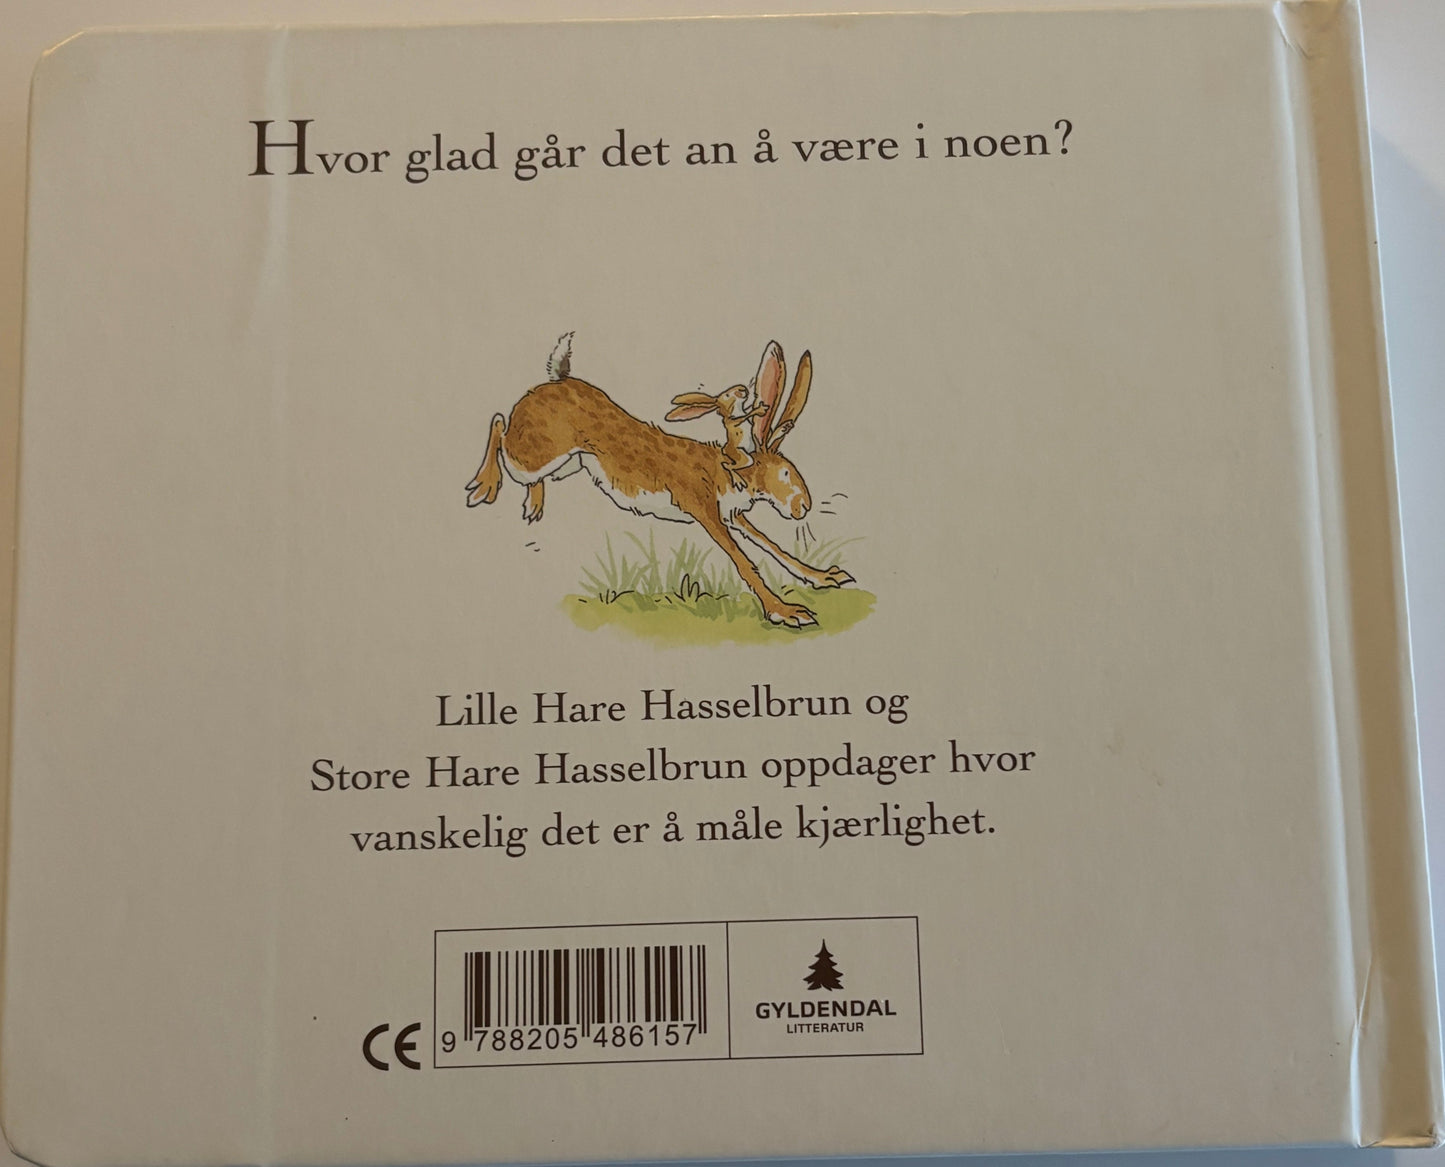 Hvor glad går det an å være i noen?
Lille Hare Hasselbrun og
Store Hare Hasselbrun oppdager hvor
vanskelig det er å måle kjærlighet.
CE
9 788205 486157
GYLDENDAL
LITTERATUR